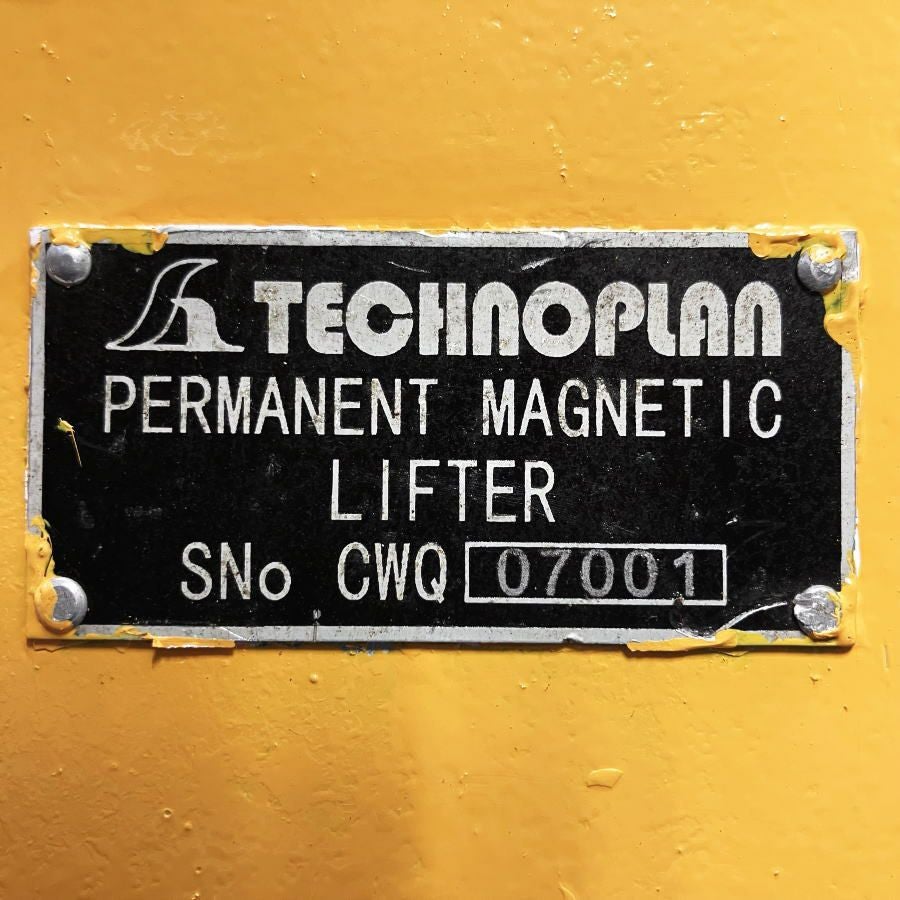 TECHNOPLAN
PERMANENT MAGNETIC
LIFTER
SNo CWQ 07001